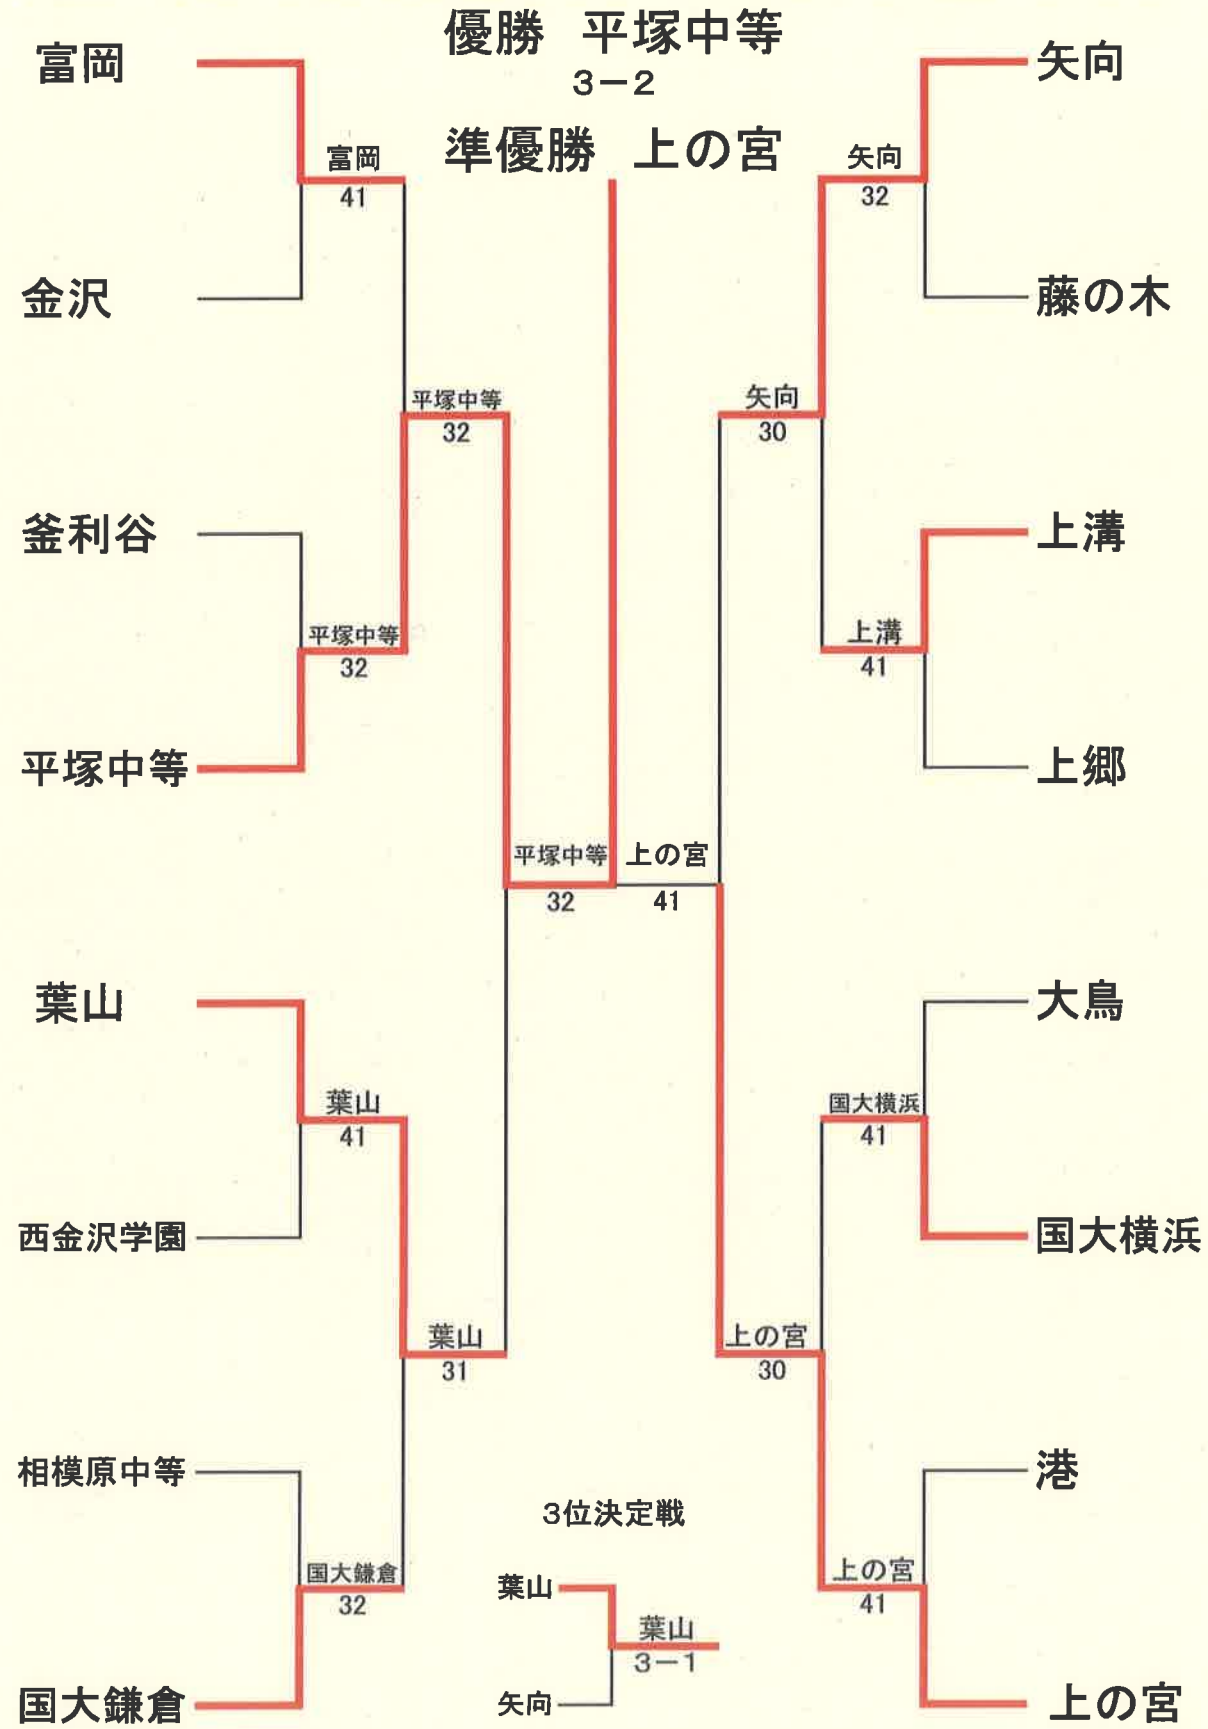 優勝 平塚中等
3－2
準優勝 上の宮
富岡
矢向
富岡
41
矢向
32
金沢
藤の木
平塚中等
32
矢向
30
釜利谷
上溝
平塚中等
32
上溝
41
平塚中等
上郷
平塚中等
32
上の宮
41
葉山
大鳥
葉山
41
国大横浜
41
西金沢学園
国大横浜
葉山
31
上の宮
30
相模原中等
港
国大鎌倉
32
上の宮
41
国大鎌倉
上の宮
3位決定戦
葉山
葉山
3－1
矢向